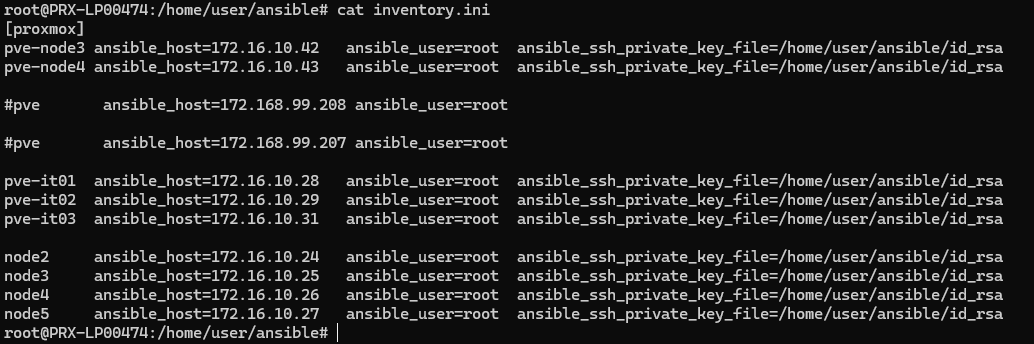 root@PRX-LP00474:/home/user/ansible# cat inventory.ini
[proxmox]
pve-node3 ansible_host=172.16.10.42   ansible_user=root  ansible_ssh_private_key_file=/home/user/ansible/id_rsa
pve-node4 ansible_host=172.16.10.43   ansible_user=root  ansible_ssh_private_key_file=/home/user/ansible/id_rsa
#pve       ansible_host=172.168.99.208 ansible_user=root
#pve       ansible_host=172.168.99.207 ansible_user=root
pve-it01  ansible_host=172.16.10.28   ansible_user=root  ansible_ssh_private_key_file=/home/user/ansible/id_rsa
pve-it02  ansible_host=172.16.10.29   ansible_user=root  ansible_ssh_private_key_file=/home/user/ansible/id_rsa
pve-it03  ansible_host=172.16.10.31   ansible_user=root  ansible_ssh_private_key_file=/home/user/ansible/id_rsa
node2     ansible_host=172.16.10.24   ansible_user=root  ansible_ssh_private_key_file=/home/user/ansible/id_rsa
node3     ansible_host=172.16.10.25   ansible_user=root  ansible_ssh_private_key_file=/home/user/ansible/id_rsa
node4     ansible_host=172.16.10.26   ansible_user=root  ansible_ssh_private_key_file=/home/user/ansible/id_rsa
node5     ansible_host=172.16.10.27   ansible_user=root  ansible_ssh_private_key_file=/home/user/ansible/id_rsa
root@PRX-LP00474:/home/user/ansible#